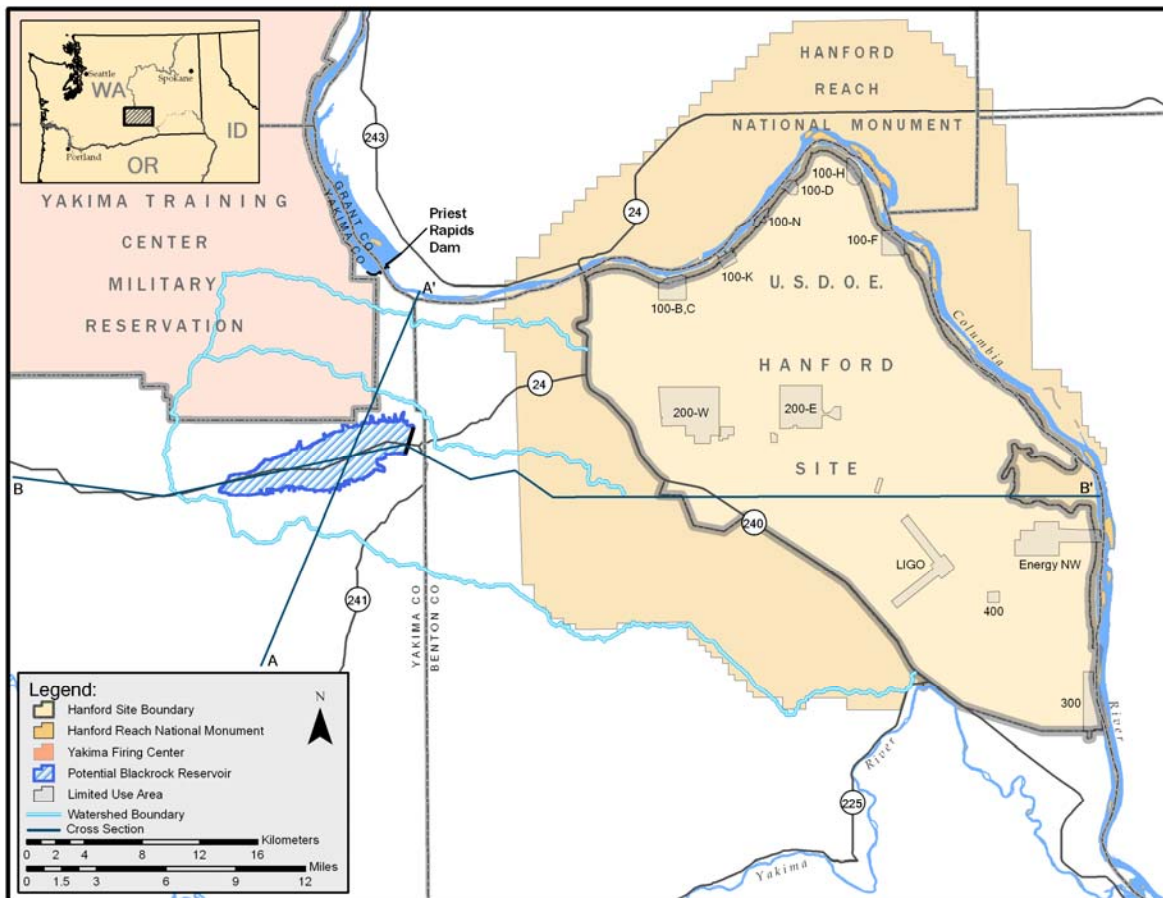 Seattle
Spokane
WA
ID
Portland
OR
YAKIMA TRAINING
CENTER
MILITARY
RESERVATION
243
GRANT CO
YAKIMA CO
Priest
Rapids
Dam
HANFORD
REACH
NATIONAL MONUMENT
24
100-H
100-D
100-N
100-F
100-K
100-B,C
U. S. D. O. E.
Columbia
A'
HANFORD
24
200-W
200-E
SITE
B
B'
240
LIGO
Energy NW
400
241
YAKIMA CO
BENTON CO
A
300
River
River
225
Yakima
Legend:
N
Hanford Site Boundary
Hanford Reach National Monument
Yakima Firing Center
Potential Blackrock Reservoir
Limited Use Area
Watershed Boundary
Cross Section
Kilometers
0 2 4 8 12 16
Miles
0 1.5 3 6 9 12